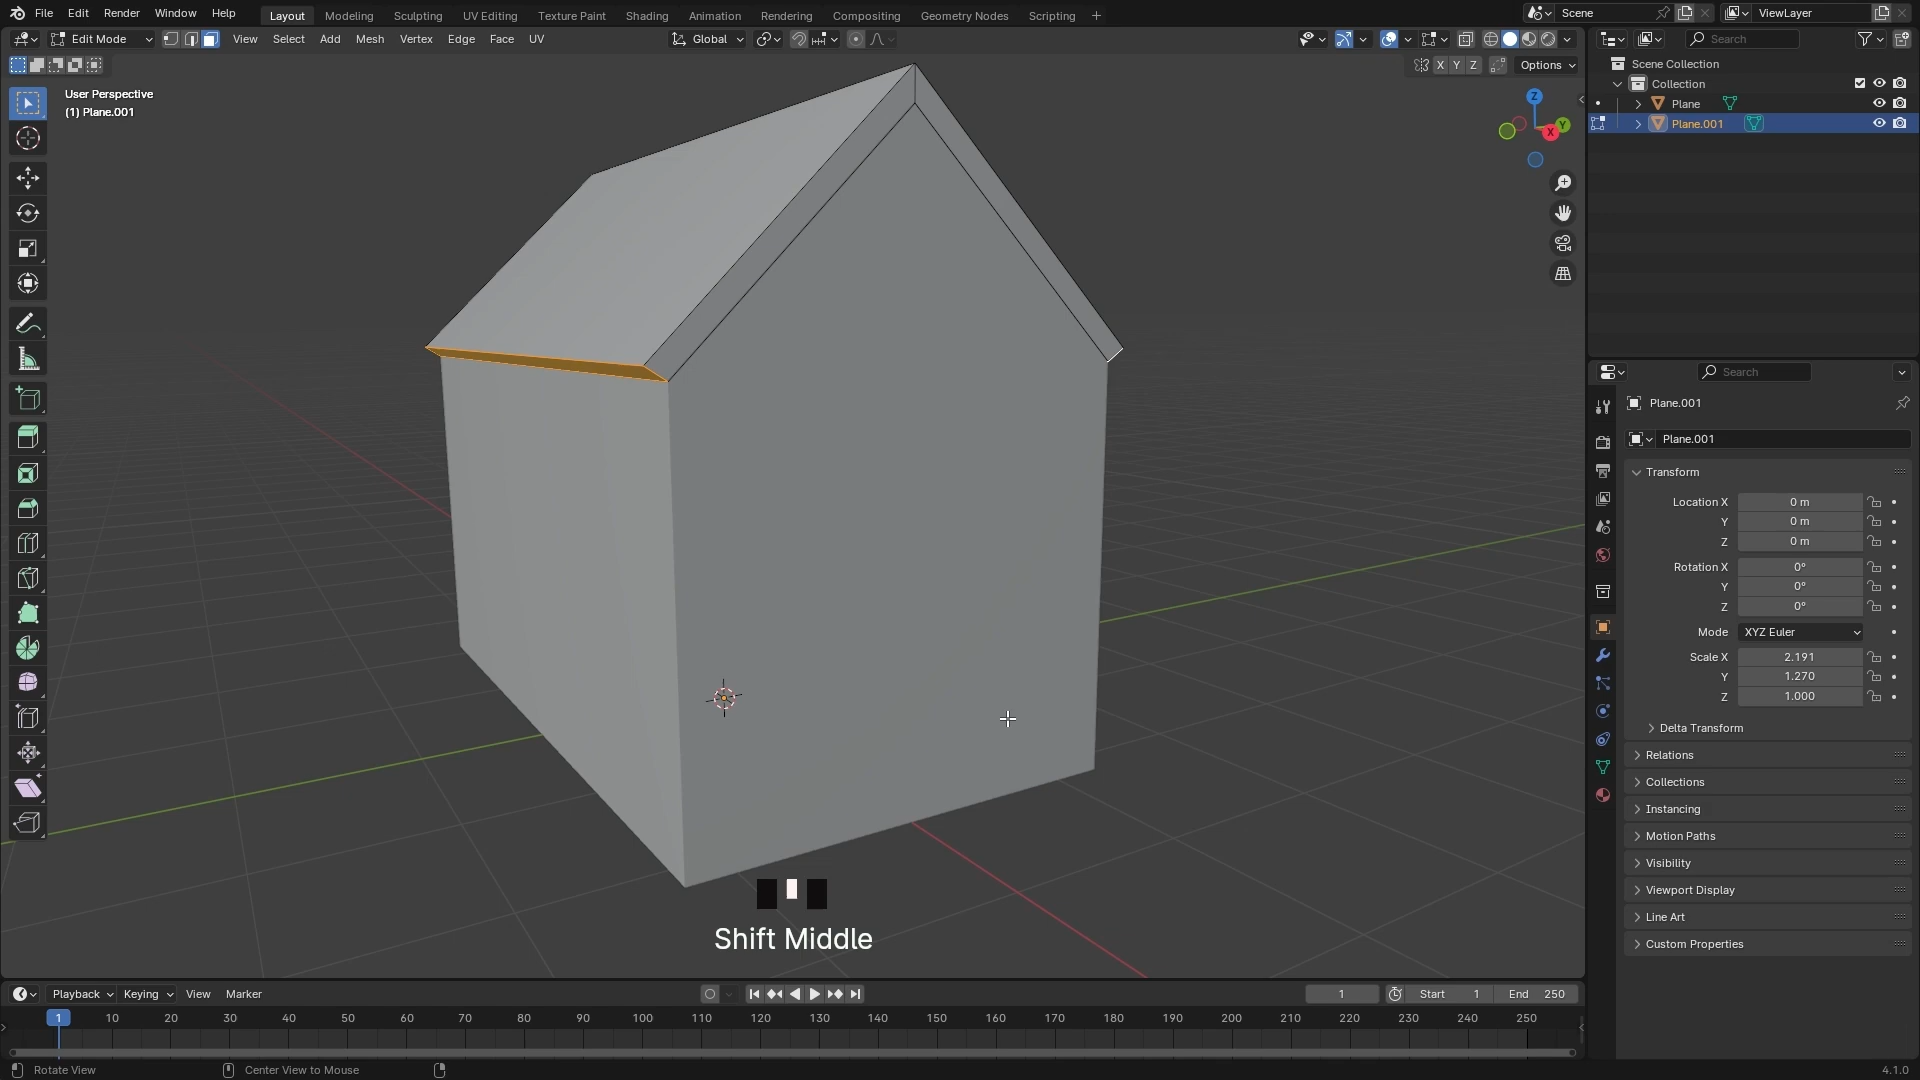 File Edit Render Window Help Layout Modeling Sculpting UV Editing Texture Paint Shading Animation Rendering Compositing Geometry Nodes Scripting + Scene ViewLayer
Edit Mode View Select Add Mesh Vertex Edge Face UV Global Search
X Y Z Options
Scene Collection
Collection
Plane
Plane.001
User Perspective
(1) Plane.001
Z
Y
X
Search
Plane.001
Plane.001
Transform
Location X 0 m
Y 0 m
Z 0 m
Rotation X 0°
Y 0°
Z 0°
Mode XYZ Euler
Scale X 2.191
Y 1.270
Z 1.000
Delta Transform
Relations
Collections
Instancing
Motion Paths
Visibility
Viewport Display
Line Art
Custom Properties
Shift Middle
Playback Keying View Marker 1 Start 1 End 250
1 10 20 30 40 50 60 70 80 90 100 110 120 130 140 150 160 170 180 190 200 210 220 230 240 250
Rotate View Center View to Mouse 4.1.0